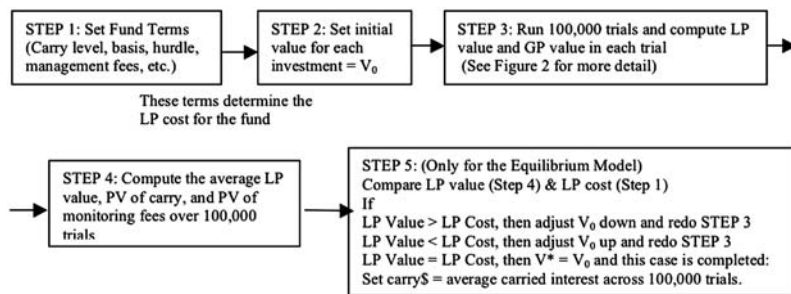 STEP 1: Set Fund Terms
(Carry level, basis, hurdle,
management fees, etc.)
STEP 2: Set initial
value for each
investment = V₀
STEP 3: Run 100,000 trials and compute LP
value and GP value in each trial
(See Figure 2 for more detail)
These terms determine the
LP cost for the fund
STEP 4: Compute the average LP
value, PV of carry, and PV of
monitoring fees over 100,000
trials
STEP 5: (Only for the Equilibrium Model)
Compare LP value (Step 4) & LP cost (Step 1)
If
LP Value > LP Cost, then adjust V₀ down and redo STEP 3
LP Value < LP Cost, then adjust V₀ up and redo STEP 3
LP Value = LP Cost, then V* = V₀ and this case is completed:
Set carry$ = average carried interest across 100,000 trials.